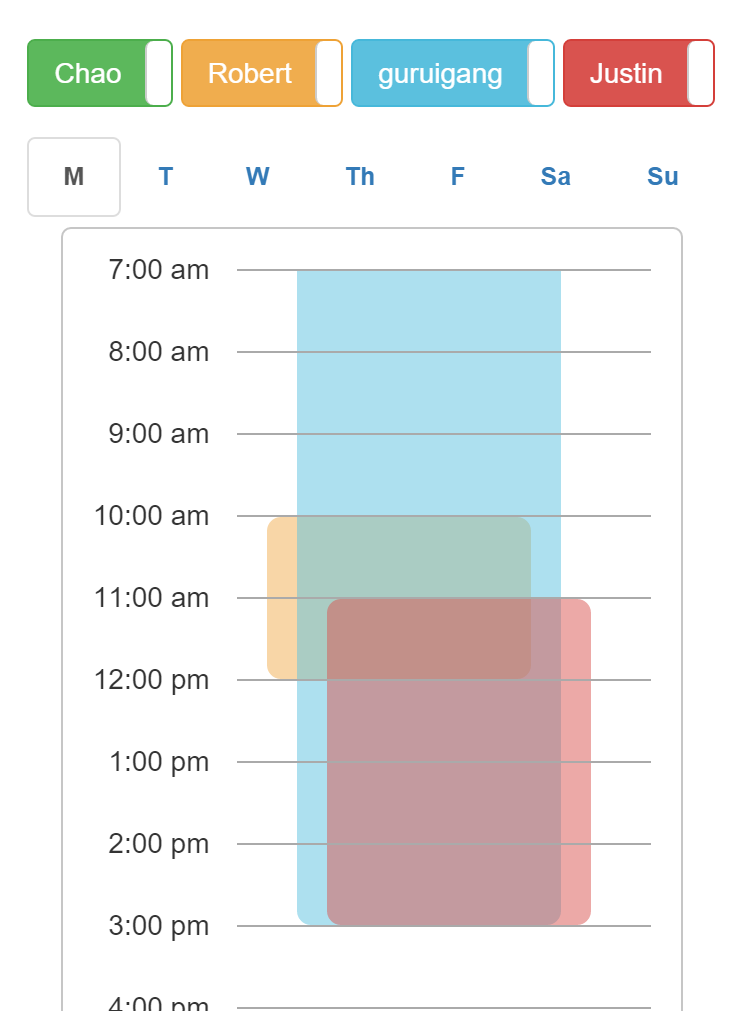 Chao Robert guruigang Justin
M T W Th F Sa Su
7:00 am
8:00 am
9:00 am
10:00 am
11:00 am
12:00 pm
1:00 pm
2:00 pm
3:00 pm
4:00 pm